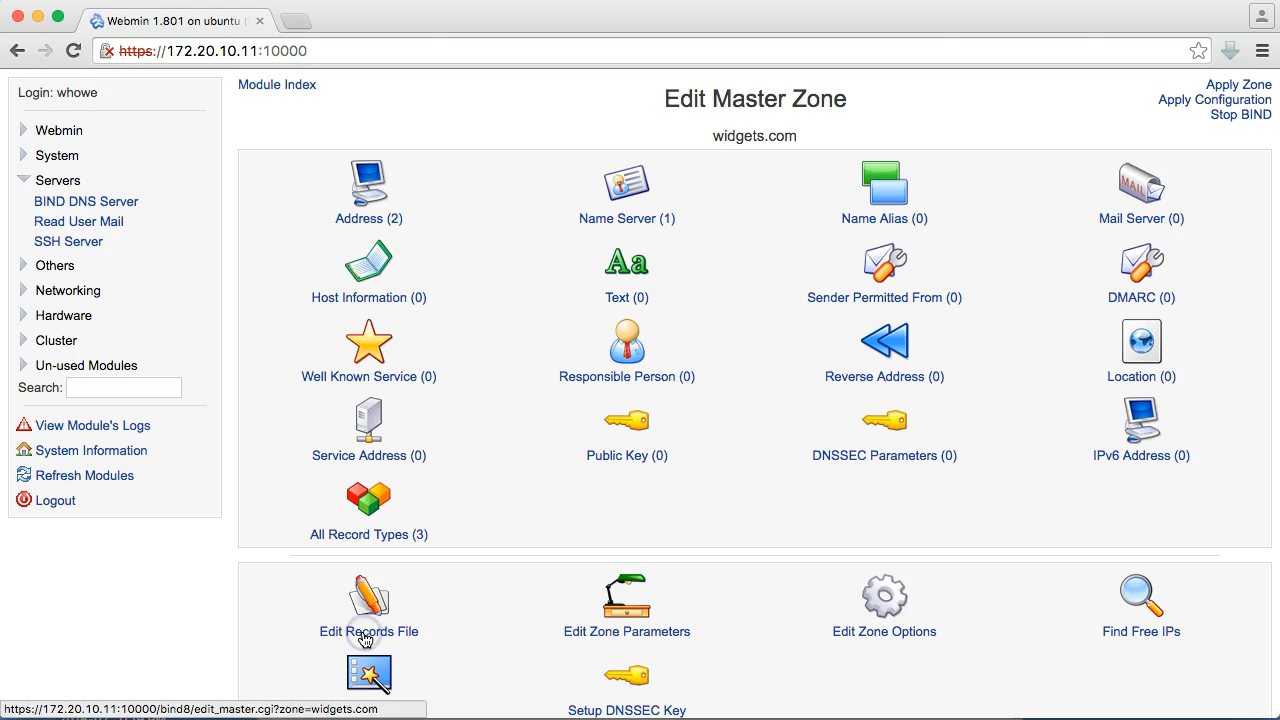 Webmin 1.801 on ubuntu (
https://172.20.10.11:10000
Login: whowe
Webmin
System
Servers
BIND DNS Server
Read User Mail
SSH Server
Others
Networking
Hardware
Cluster
Un-used Modules
Search:
View Module's Logs
System Information
Refresh Modules
Logout
Module Index
Edit Master Zone
widgets.com
Apply Zone
Apply Configuration
Stop BIND
Address (2)
Name Server (1)
Name Alias (0)
MAIL
Mail Server (0)
Host Information (0)
Aa
Text (0)
Sender Permitted From (0)
DMARC (0)
Well Known Service (0)
Responsible Person (0)
Reverse Address (0)
Location (0)
Service Address (0)
Public Key (0)
DNSSEC Parameters (0)
IPv6 Address (0)
All Record Types (3)
Edit Records File
Edit Zone Parameters
Edit Zone Options
Find Free IPs
Setup DNSSEC Key
https://172.20.10.11:10000/bind8/edit_master.cgi?zone=widgets.com